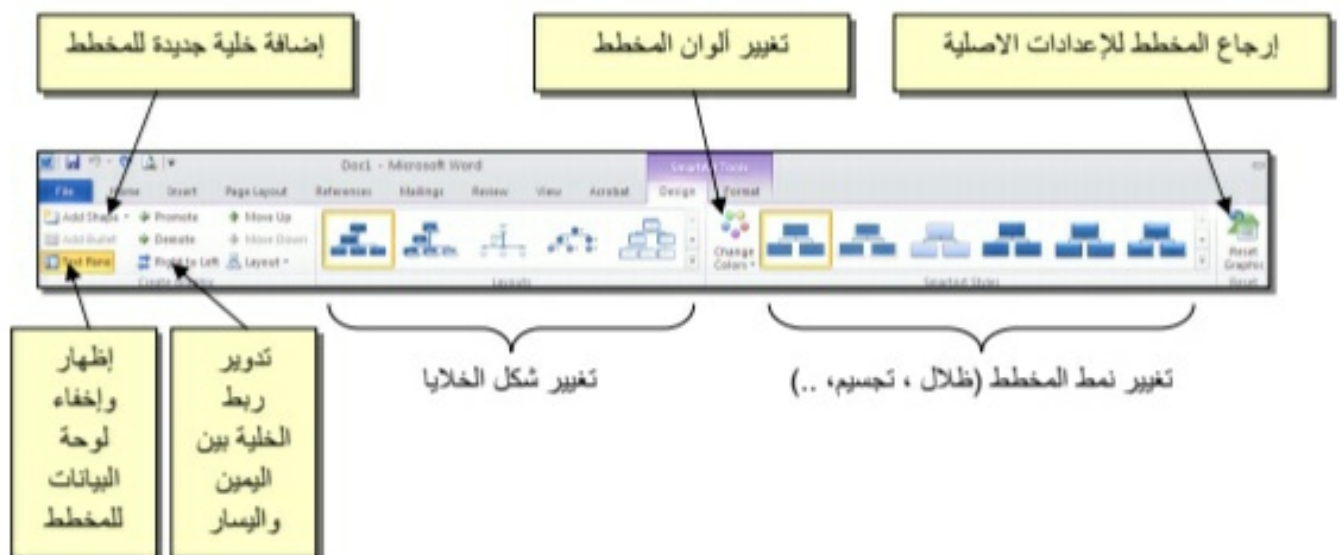 إضافة خلية جديدة للمخطط
تغيير ألوان المخطط
إرجاع المخطط للإعدادات الاصلية
Doc1 - Microsoft Word
SmartArt Tools
File Home Insert Page Layout References Mailings Review View Acrobat Design Format
Add Shape Promote Move Up
Add Bullet Demote Move Down
Text Pane Right to Left Layout
Change
Colors
Reset
Graphic
Layouts
SmartArt Styles
Reset
تغيير شكل الخلايا
تغيير نمط المخطط (ظلال ، تجسيم، ..)
إظهار
وإخفاء
لوحة
البيانات
للمخطط
تدوير
ربط
الخلية بين
اليمين
واليسار